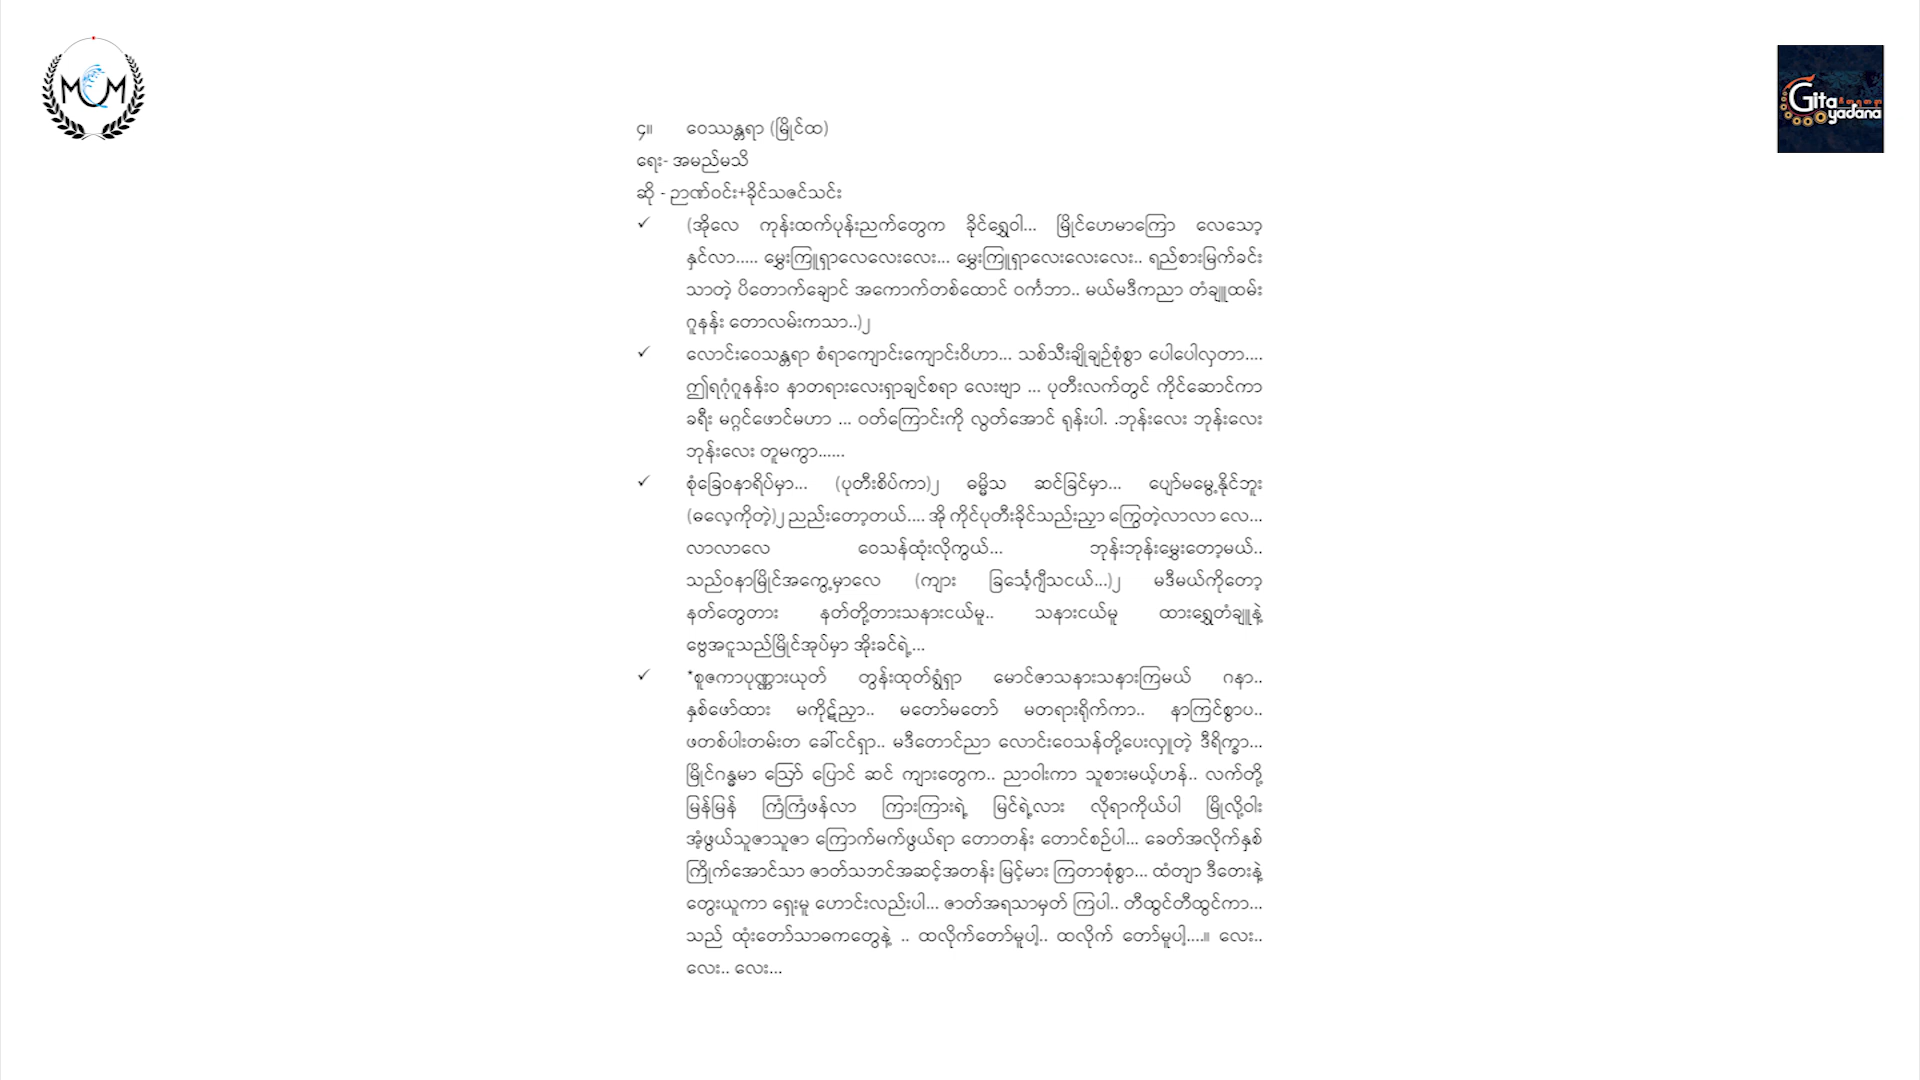 MUM
Gita
ဂီတရတနာ
yadana
၄။ ဝေဿန္တရာ (မြိုင်ထ)
ရေး- အမည်မသိ
ဆို - ဉာဏ်ဝင်း+ခိုင်သဇင်သင်း
✓ (အိုလေ ကုန်းထက်ပုန်းညက်တွေက ခိုင်ရွှေဝါ... မြိုင်ဟေမာကြော လေသော့
နှင်လာ..... မွှေးကြူရှာလေလေးလေး... မွှေးကြူရှာလေးလေးလေး.. ရည်စားမြက်ခင်း
သာတဲ့ ပိတောက်ချောင် အကောက်တစ်ထောင် ဝင်္ကဘာ.. မယ်မဒီကညာ တံချူထမ်း
ဂူနန်း တောလမ်းကသာ..)၂
✓ လောင်းဝေသန္တရာ စံရာကျောင်းကျောင်းဝိဟာ... သစ်သီးချိုချဉ်စုံစွာ ပေါပေါလှတာ....
ဤရဂုံဂူနန်းဝ နာတရားလေးရှာချင်စရာ လေးဗျာ ... ပုတီးလက်တွင် ကိုင်ဆောင်ကာ
ခရီး မဂ္ဂင်ဖောင်မဟာ ... ဝတ်ကြောင်းကို လွတ်အောင် ရုန်းပါ. .ဘုန်းလေး ဘုန်းလေး
ဘုန်းလေး တူမကွာ......
✓ စုံခြေဝနာရိပ်မှာ... (ပုတီးစိပ်ကာ)၂ ဓမ္မိသ ဆင်ခြင်မှာ... ပျော်မမွေ့နိုင်ဘူး
(ဓလေ့ကိုတဲ့)၂ ညည်းတော့တယ်.... အို ကိုင်ပုတီးခိုင်သည်းညှာ ကြွေတဲ့လာလာ လေ...
လာလာလေ ဝေသန်ထုံးလိုကွယ်... ဘုန်းဘုန်းမွှေးတော့မယ်..
သည်ဝနာမြိုင်အကွေ့မှာလေ (ကျား ခြင်္သေ့ဂျီသငယ်...)၂ မဒီမယ်ကိုတော့
နတ်တွေတား နတ်တို့တားသနားငယ်မူ.. သနားငယ်မူ ထားရွှေတံချူနဲ့
ဗွေအငူသည်မြိုင်အုပ်မှာ အိုးခင်ရဲ့...
✓ *စူဇကာပုဏ္ဏားယုတ် တွန်းထုတ်ရွံရှာ မောင်ဇာသနားသနားကြမယ် ဂနာ..
နှစ်ဖော်ထား မကိုဋ်ညှာ.. မတော်မတော် မတရားရိုက်ကာ.. နာကြင်စွာပ..
ဖတစ်ပါးတမ်းတ ခေါ်ငင်ရှာ.. မဒီတောင်ညာ လောင်းဝေသန်တို့ပေးလှူတဲ့ ဒီရိက္ခာ...
မြိုင်ဂန္ဓမာ ဪ ပြောင် ဆင် ကျားတွေက.. ညာဝါးကာ သူစားမယ့်ဟန်.. လက်တို့
မြန်မြန် ကြံကြံဖန်လာ ကြားကြားရဲ့ မြင်ရဲ့လား လိုရာကိုယ်ပါ မြိုလို့ဝါး
အံ့ဖွယ်သူဇာသူဇာ ကြောက်မက်ဖွယ်ရာ တောတန်း တောင်စဉ်ပါ... ခေတ်အလိုက်နှစ်
ကြိုက်အောင်သာ ဇာတ်သဘင်အဆင့်အတန်း မြင့်မား ကြတာစုံစွာ... ထံတျာ ဒီတေးနဲ့
တွေးယူကာ ရှေးမူ ဟောင်းလည်းပါ... ဇာတ်အရသာမှတ် ကြပါ.. တီထွင်တီထွင်ကာ...
သည် ထုံးတော်သာဓကတွေနဲ့ .. ထလိုက်တော်မူပါ့.. ထလိုက် တော်မူပါ့....။ လေး..
လေး.. လေး...